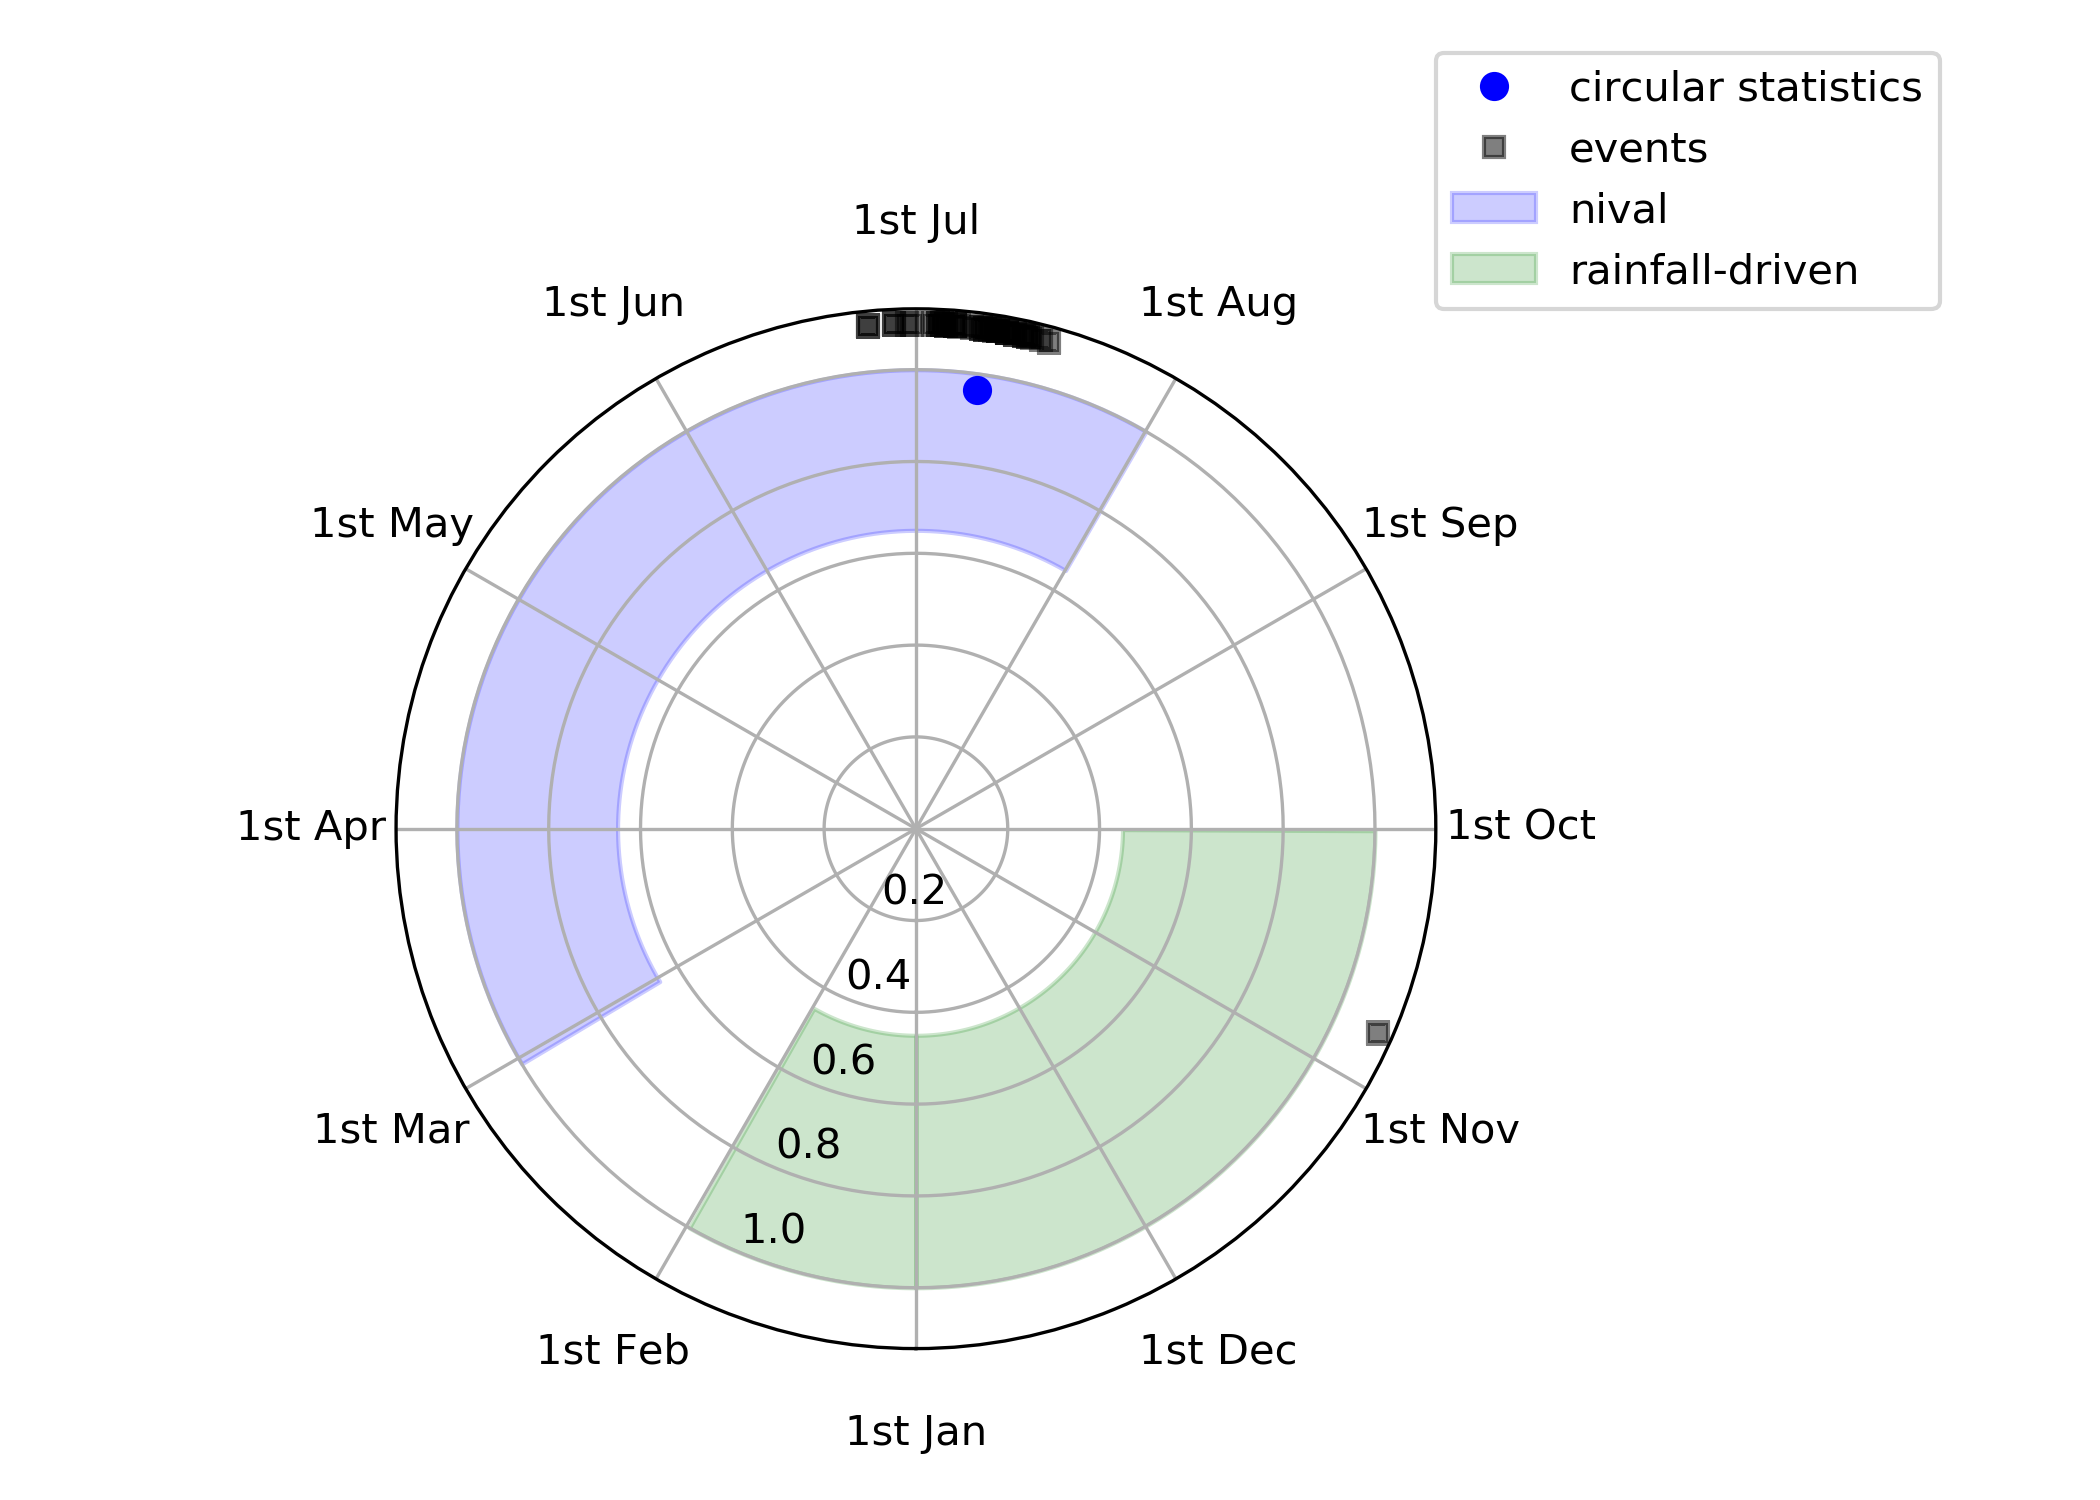 circular statistics
events
nival
rainfall-driven
1st Jul
1st Jun
1st Aug
1st May
1st Sep
1st Apr
1st Oct
0.2
0.4
0.6
0.8
1.0
1st Mar
1st Nov
1st Feb
1st Dec
1st Jan